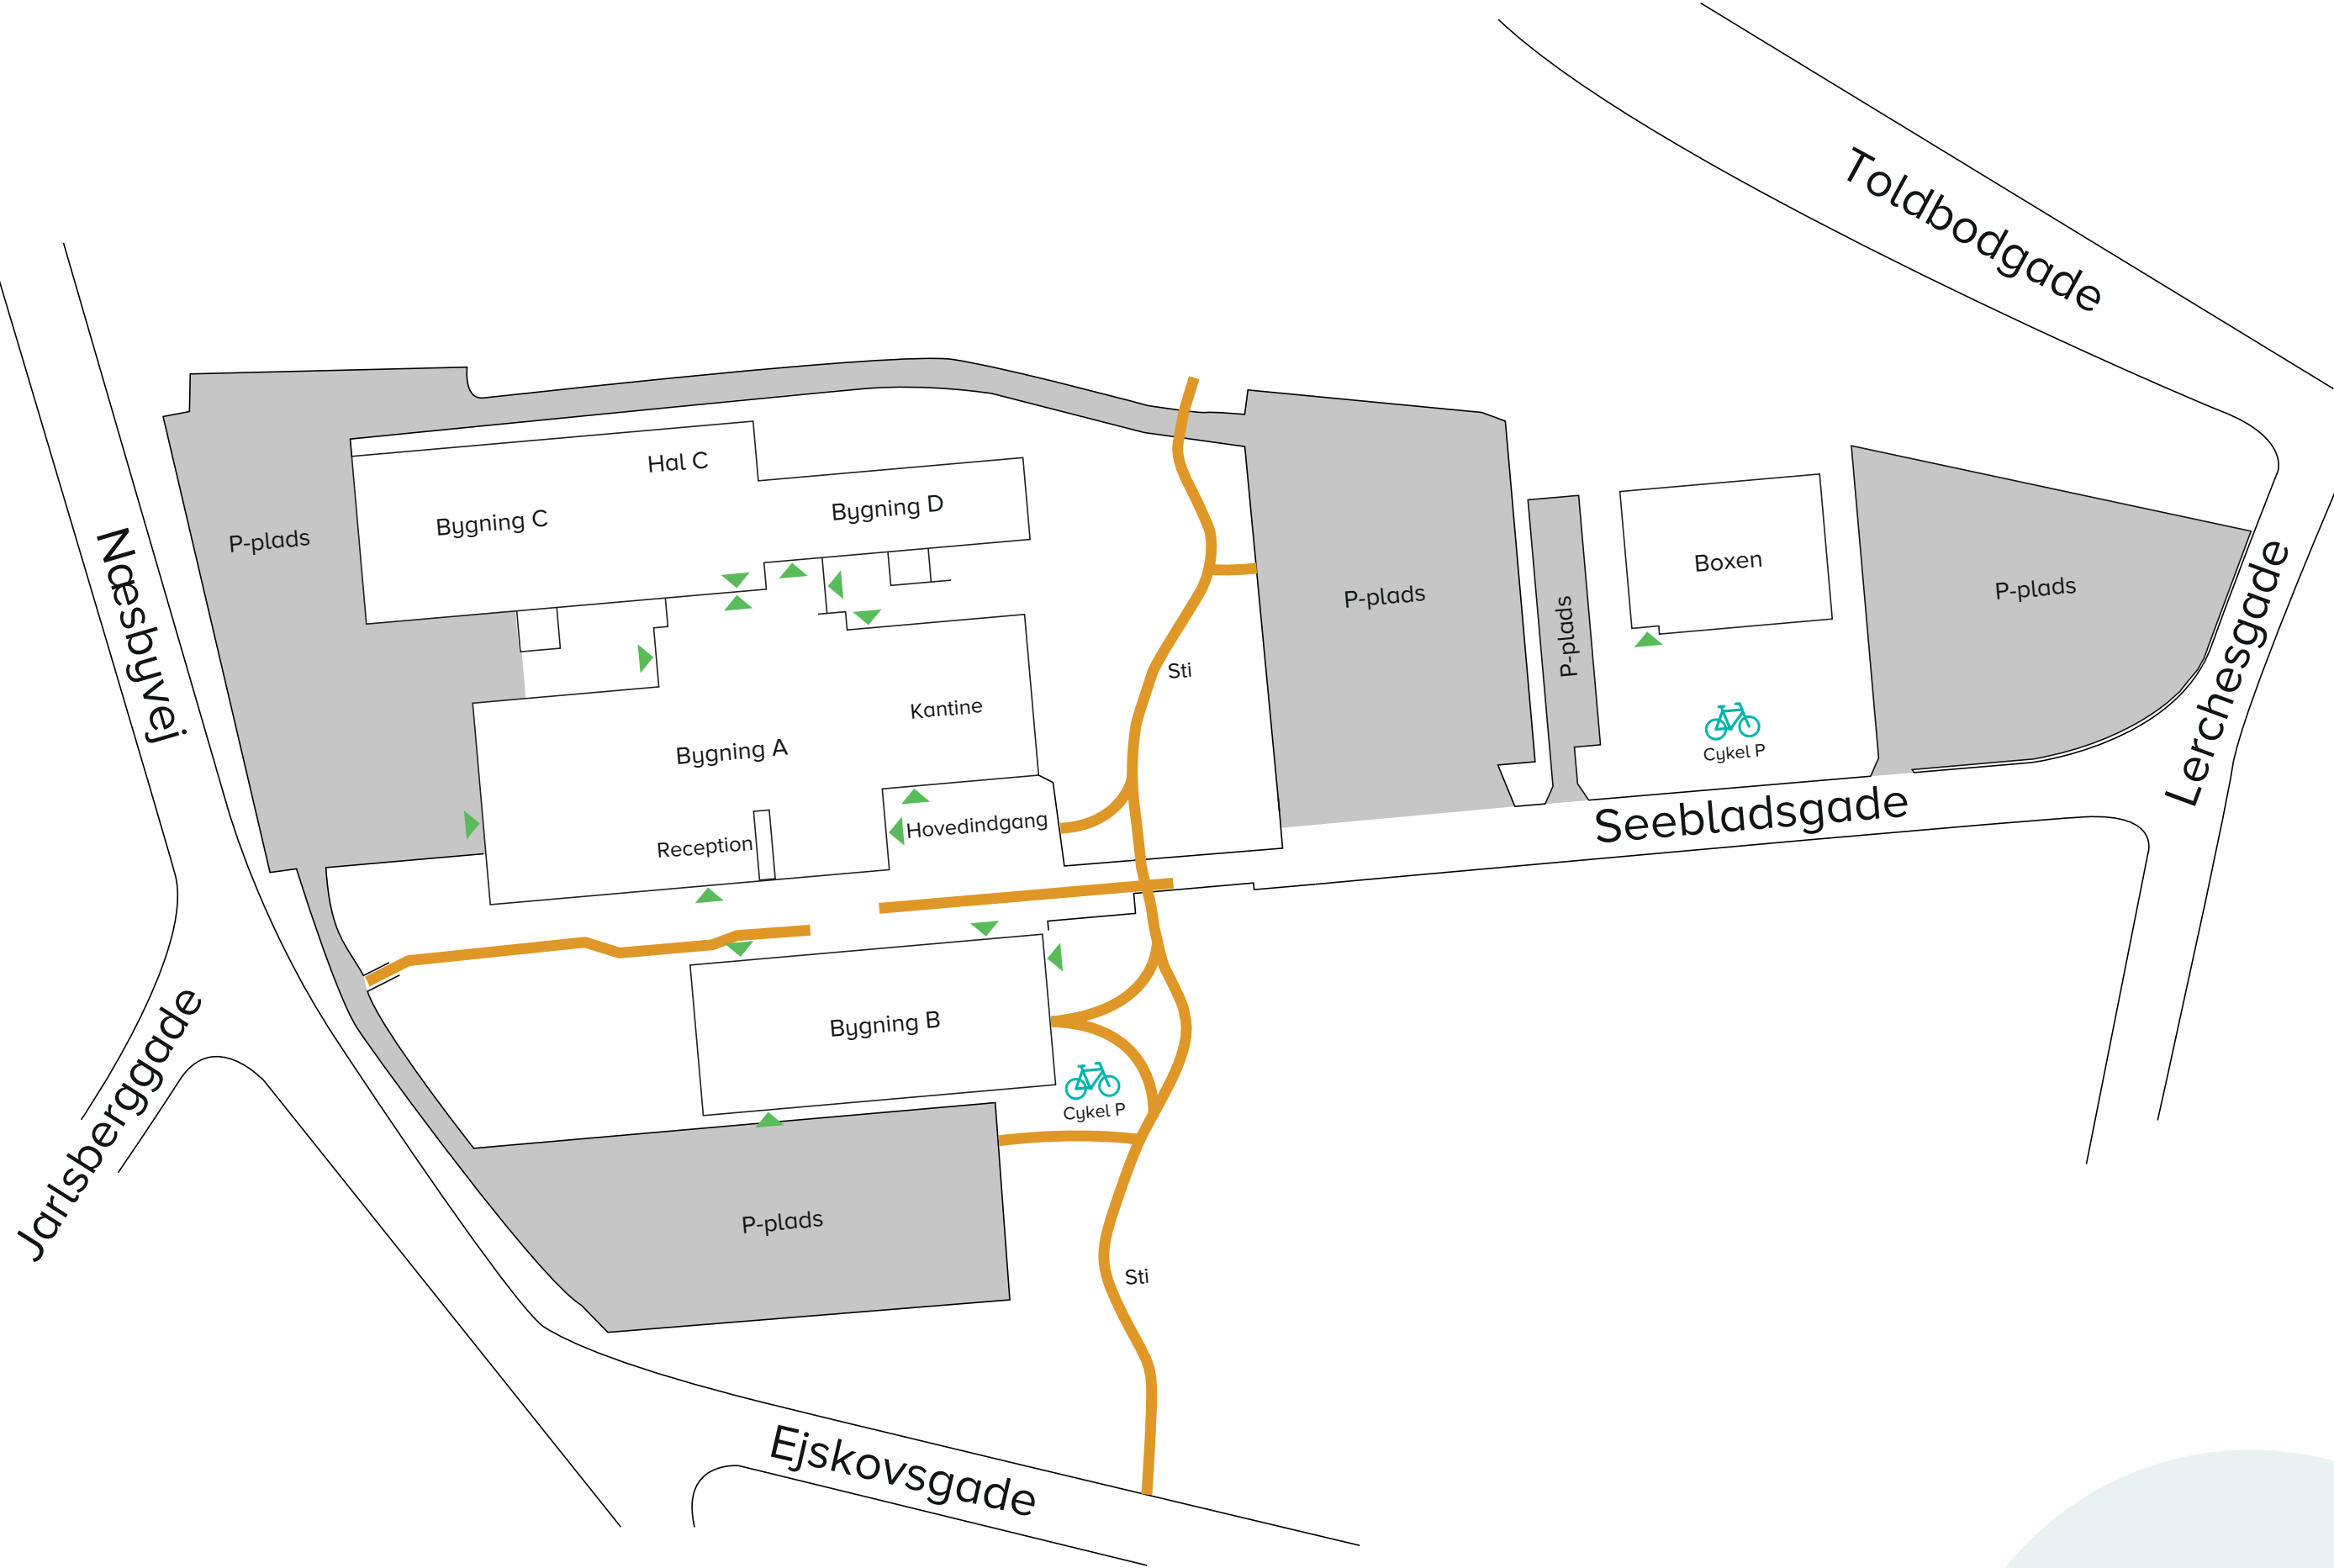 Toldbodgade
Hal C
Bygning D
Bygning C
P-plads
Boxen
P-plads
P-plads
P-plads
Lerchesgade
Næsbyvej
Sti
Kantine
Bygning A
Cykel P
Seebladsgade
Hovedindgang
Reception
Bygning B
Cykel P
Jarlsberggade
P-plads
Sti
Ejskovsgade